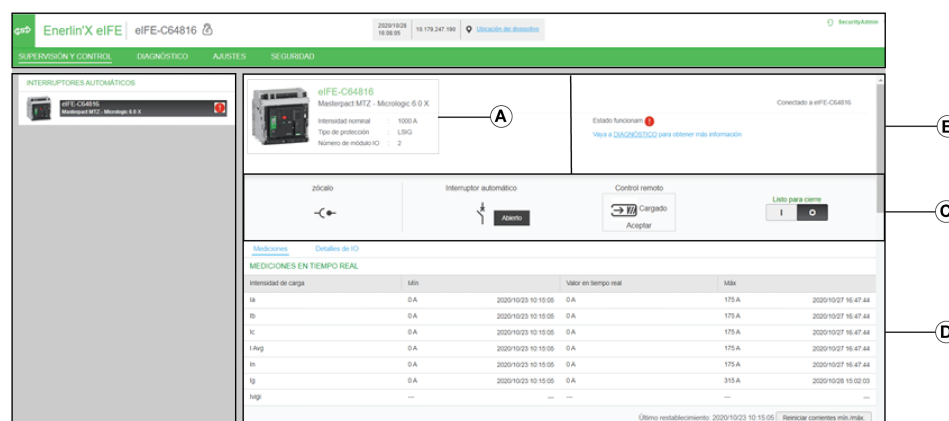 Enerlin'X eIFE eIFE-C64816
2020/10/28
16:08:05
10.179.247.190
Ubicación del dispositivo
SecurityAdmin
SUPERVISIÓN Y CONTROL DIAGNÓSTICO AJUSTES SEGURIDAD
INTERRUPTORES AUTOMÁTICOS
eIFE-C64816
Masterpact MTZ - Micrologic 6.0 X
eIFE-C64816
Masterpact MTZ - Micrologic 6.0 X
Intensidad nominal : 1000 A
Tipo de protección : LSIG
Número de módulo IO : 2
A
Conectado a eIFE-C64816
Estado funcionam
Vaya a DIAGNÓSTICO para obtener más información
B
zócalo
Interruptor automático
Abierto
Control remoto
Cargado
Aceptar
Listo para cierre
I O
C
Mediciones Detalles de IO
MEDICIONES EN TIEMPO REAL
Intensidad de carga Mín Valor en tiempo real Máx
Ia 0 A 2020/10/23 10:15:05 0 A 175 A 2020/10/27 16:47:44
Ib 0 A 2020/10/23 10:15:05 0 A 175 A 2020/10/27 16:47:44
Ic 0 A 2020/10/23 10:15:05 0 A 175 A 2020/10/27 16:47:44
I Avg 0 A 2020/10/23 10:15:05 0 A 175 A 2020/10/27 16:47:44
In 0 A 2020/10/23 10:15:05 0 A 175 A 2020/10/27 16:47:44
Ig 0 A 2020/10/23 10:15:05 0 A 315 A 2020/10/28 15:02:03
Ivigi --- --- --- --- ---
D
Último restablecimiento: 2020/10/23 10:15:05 Reiniciar corrientes mín./máx.